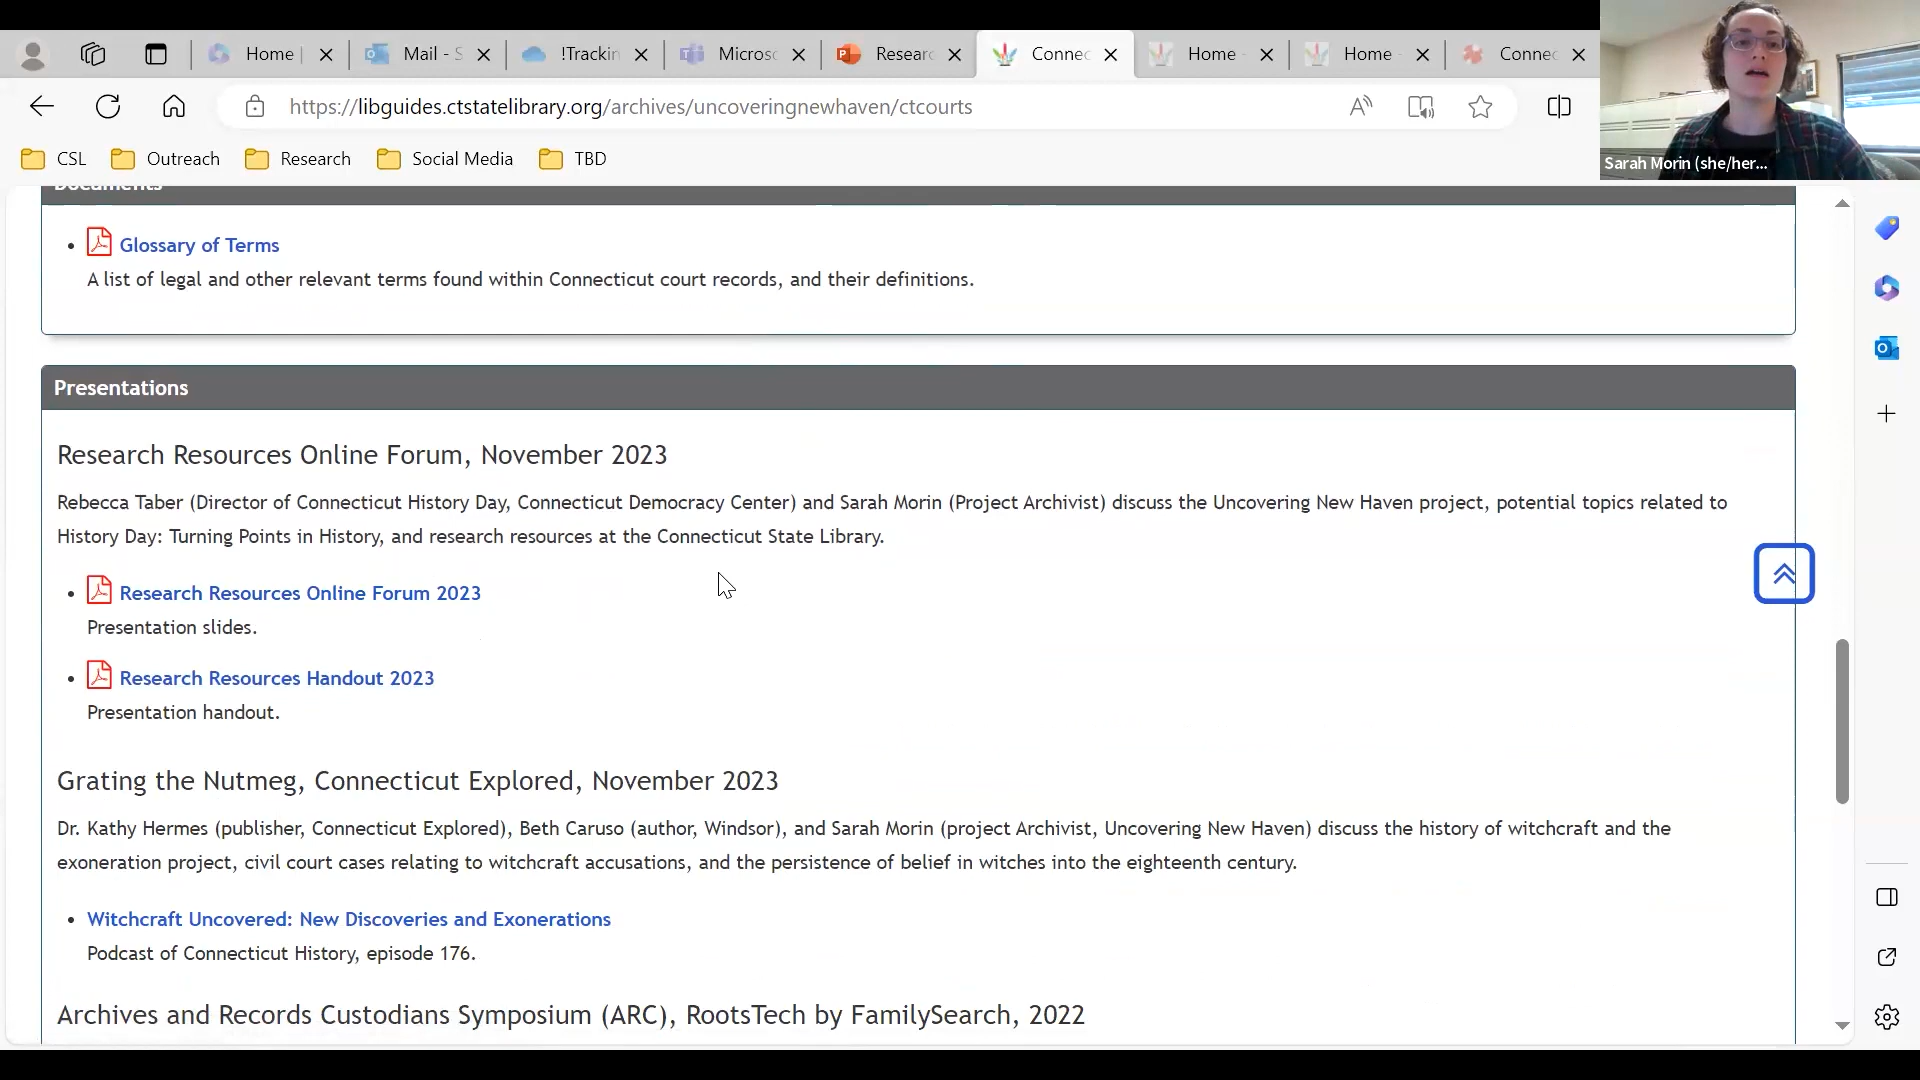 Home
Mail - S
!Trackin
Microsc
Resear
Connec
Home
Home
Connec
https://libguides.ctstatelibrary.org/archives/uncoveringnewhaven/ctcourts
CSL
Outreach
Research
Social Media
TBD
Sarah Morin (she/her...
Documents
Glossary of Terms
A list of legal and other relevant terms found within Connecticut court records, and their definitions.
Presentations
Research Resources Online Forum, November 2023
Rebecca Taber (Director of Connecticut History Day, Connecticut Democracy Center) and Sarah Morin (Project Archivist) discuss the Uncovering New Haven project, potential topics related to
History Day: Turning Points in History, and research resources at the Connecticut State Library.
Research Resources Online Forum 2023
Presentation slides.
Research Resources Handout 2023
Presentation handout.
Grating the Nutmeg, Connecticut Explored, November 2023
Dr. Kathy Hermes (publisher, Connecticut Explored), Beth Caruso (author, Windsor), and Sarah Morin (project Archivist, Uncovering New Haven) discuss the history of witchcraft and the
exoneration project, civil court cases relating to witchcraft accusations, and the persistence of belief in witches into the eighteenth century.
Witchcraft Uncovered: New Discoveries and Exonerations
Podcast of Connecticut History, episode 176.
Archives and Records Custodians Symposium (ARC), RootsTech by FamilySearch, 2022